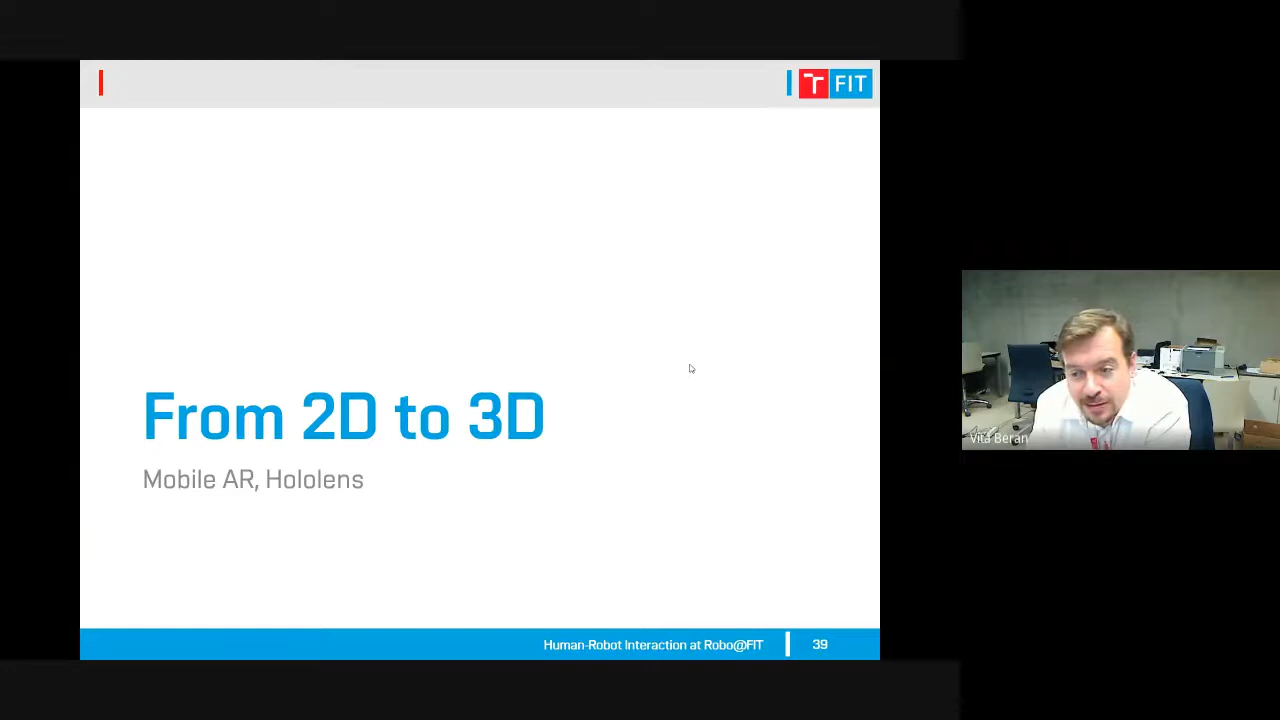 T FIT
From 2D to 3D
Mobile AR, Hololens
Human-Robot Interaction at Robo@FIT 39
Vita Beran